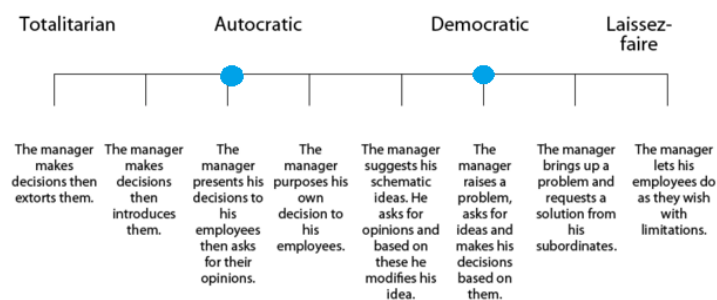 Totalitarian
Autocratic
Democratic
Laissez-
faire
The manager
makes
decisions then
extorts them.
The manager
makes
decisions
then
introduces
them.
The
manager
presents his
decisions to
his
employees
then asks
for their
opinions.
The
manager
purposes his
own
decision to
his
employees.
The manager
suggests his
schematic
ideas. He
asks for
opinions and
based on
these he
modifies his
idea.
The
manager
raises a
problem,
asks for
ideas and
makes his
decisions
based on
them.
The manager
brings up a
problem and
requests a
solution from
his
subordinates.
The manager
lets his
employees do
as they wish
with
limitations.